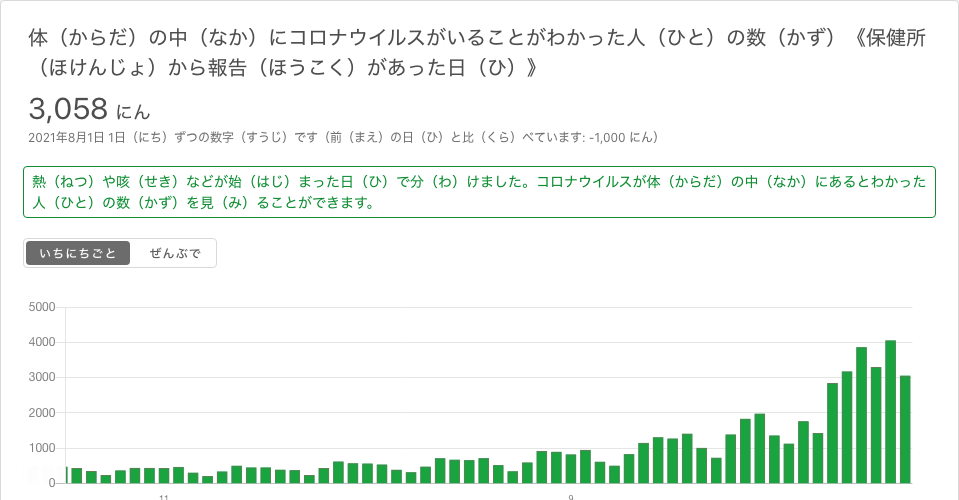 体（からだ）の中（なか）にコロナウイルスがいることがわかった人（ひと）の数（かず）《保健所
（ほけんじょ）から報告（ほうこく）があった日（ひ）》
3,058 にん
2021年8月1日 1日（にち）ずつの数字（すうじ）です（前（まえ）の日（ひ）と比（くら）べています: -1,000 にん）
熱（ねつ）や咳（せき）などが始（はじ）まった日（ひ）で分（わ）けました。コロナウイルスが体（からだ）の中（なか）にあるとわかった
人（ひと）の数（かず）を見（み）ることができます。
いちにちごと ぜんぶで
5000
4000
3000
2000
1000
0
11 9